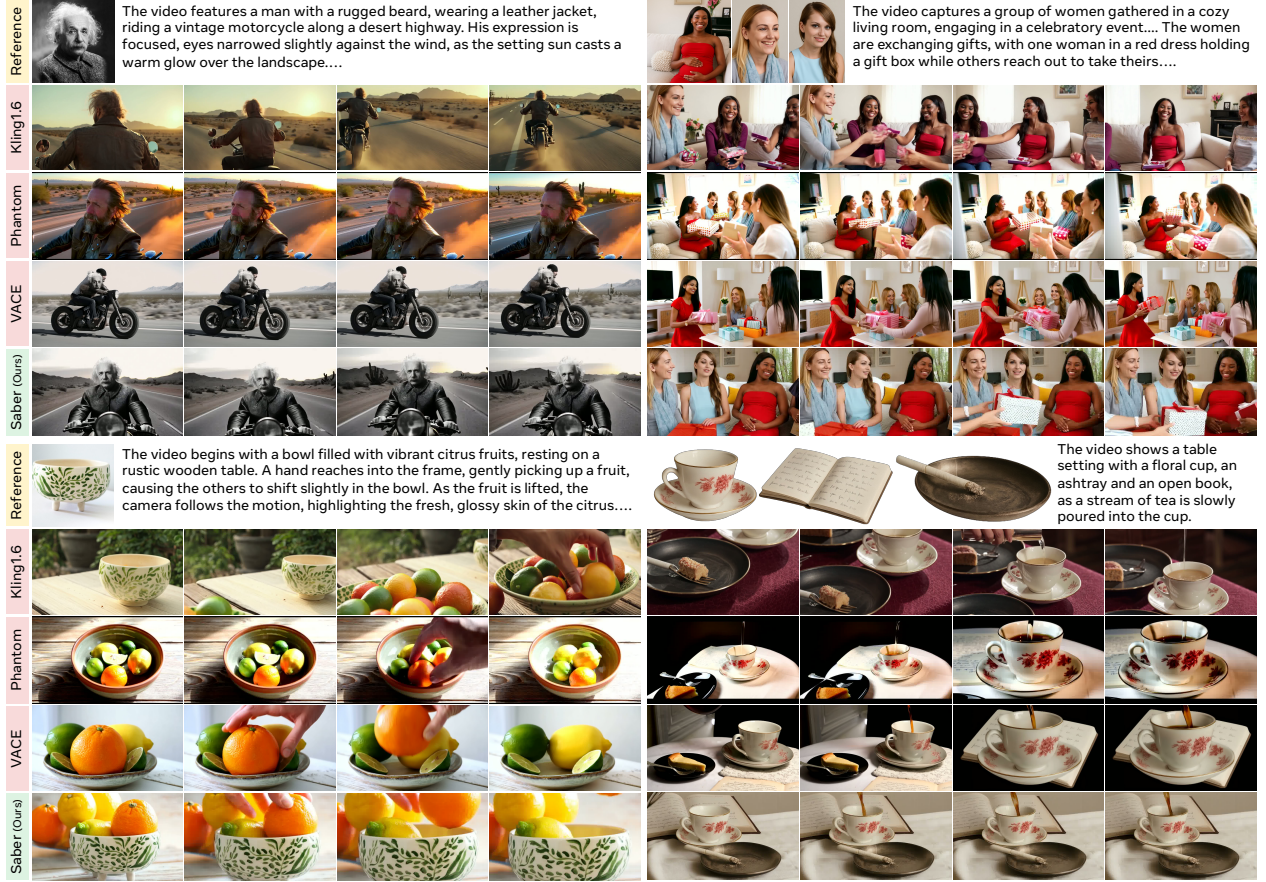 Reference
The video features a man with a rugged beard, wearing a leather jacket,
riding a vintage motorcycle along a desert highway. His expression is
focused, eyes narrowed slightly against the wind, as the setting sun casts a
warm glow over the landscape....
The video captures a group of women gathered in a cozy
living room, engaging in a celebratory event.... The women
are exchanging gifts, with one woman in a red dress holding
a gift box while others reach out to take theirs....
Kling1.6
Phantom
VACE
Saber (Ours)
Reference
The video begins with a bowl filled with vibrant citrus fruits, resting on a
rustic wooden table. A hand reaches into the frame, gently picking up a fruit,
causing the others to shift slightly in the bowl. As the fruit is lifted, the
camera follows the motion, highlighting the fresh, glossy skin of the citrus....
The video shows a table
setting with a floral cup, an
ashtray and an open book,
as a stream of tea is slowly
poured into the cup.
Kling1.6
Phantom
VACE
Saber (Ours)